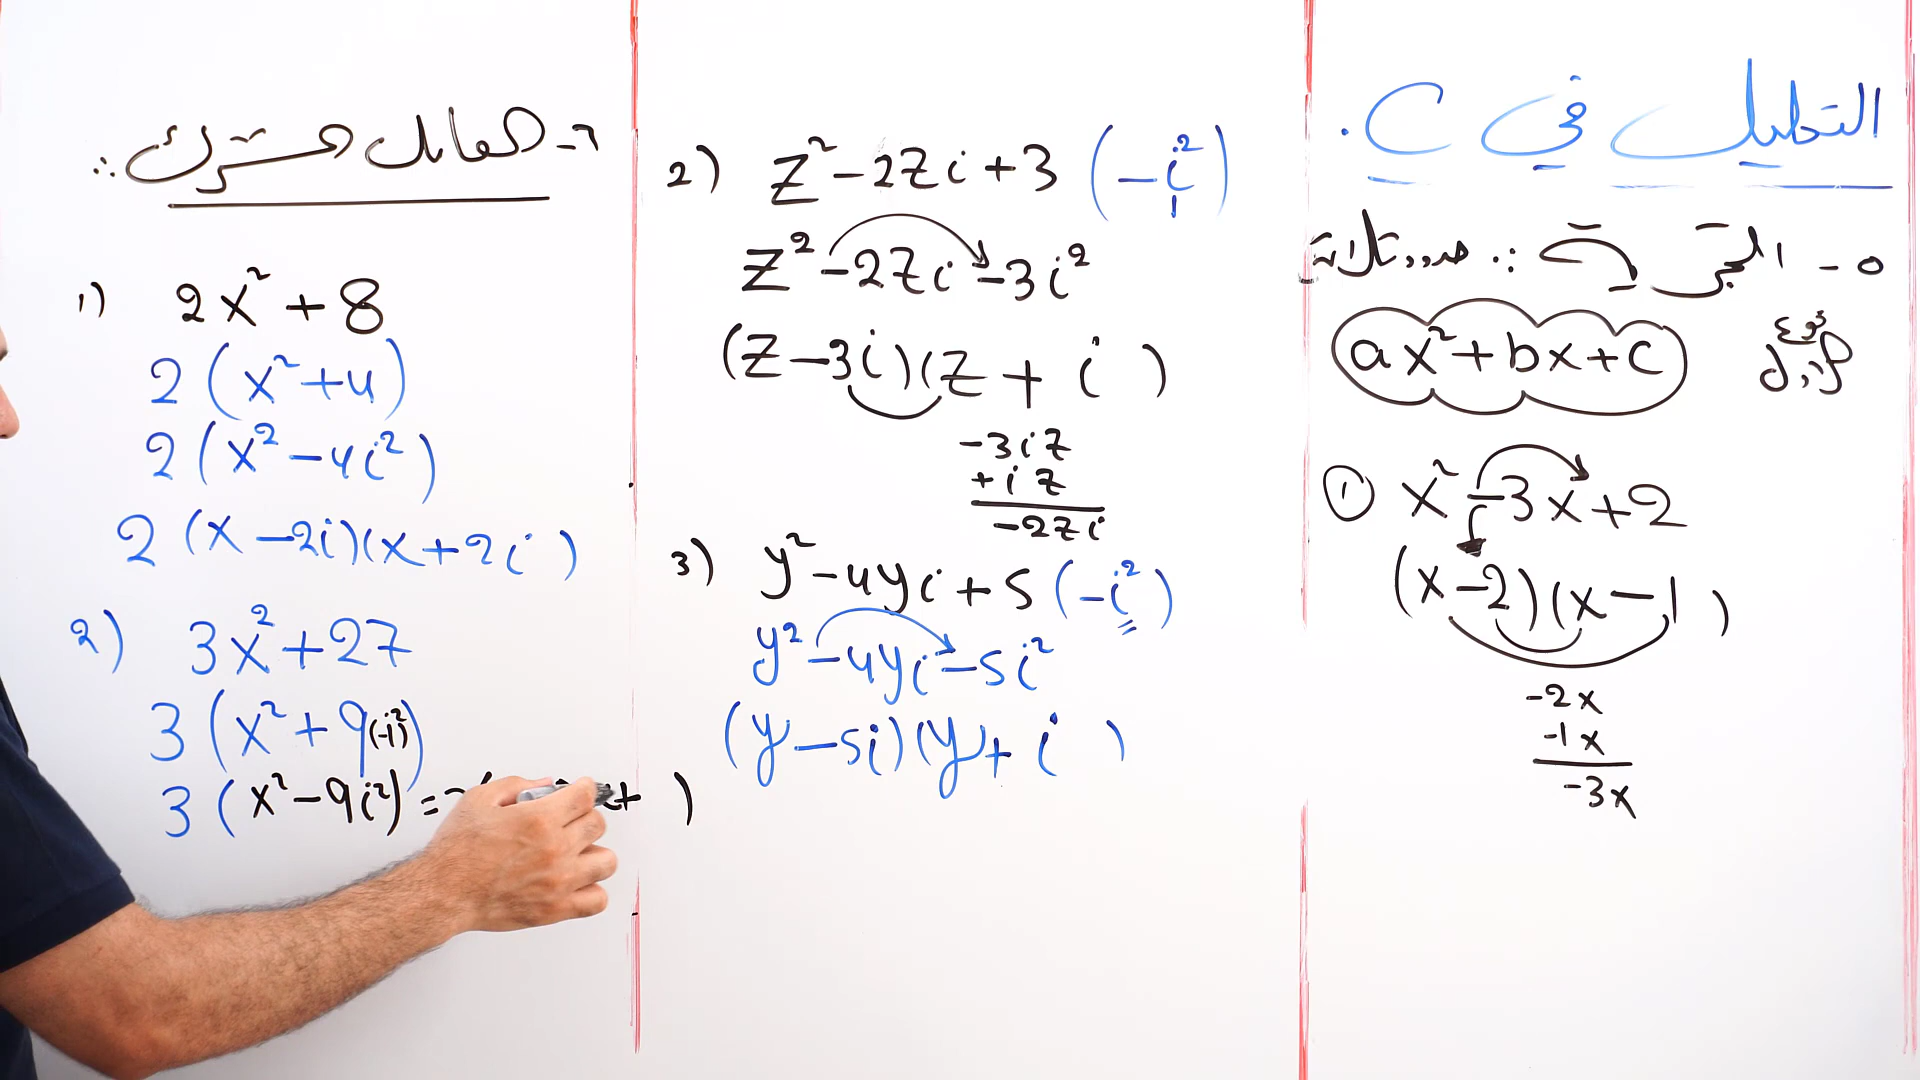 التحليل في C .
٥ - التجربة : حدود ثلاثة
ax² + bx + c
① x² - 3x + 2
(x - 2)(x - 1 )
-2x
-1x
-3x
2) z² - 2zi + 3 (-i²)
z² - 2zi - 3i²
(z - 3i)(z + i )
-3iz
+iz
-2zi
3) y² - 4yi + 5 (-i²)
y² - 4yi - 5i²
(y - 5i)(y + i )
٦- العامل المشترك :
1) 2x² + 8
2 (x² + 4)
2 (x² - 4i²)
2 (x - 2i)(x + 2i )
2) 3x² + 27
3 (x² + 9(-i²))
3 (x² - 9i²) = + )